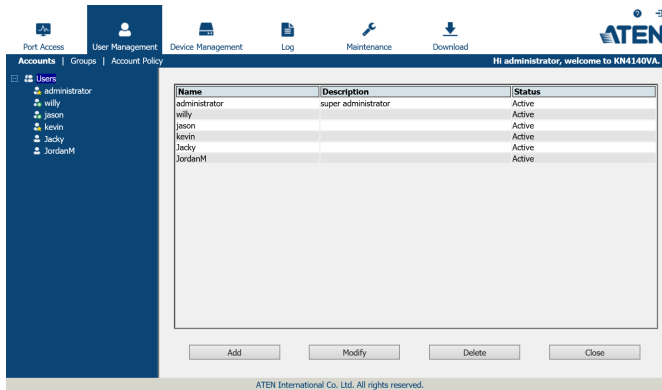 Port Access User Management Device Management Log Maintenance Download
ATEN
Accounts | Groups | Account Policy
Hi administrator, welcome to KN4140VA.
Users
administrator
willy
jason
kevin
Jacky
JordanM
Name Description Status
administrator super administrator Active
willy Active
jason Active
kevin Active
Jacky Active
JordanM Active
Add Modify Delete Close
ATEN International Co. Ltd. All rights reserved.